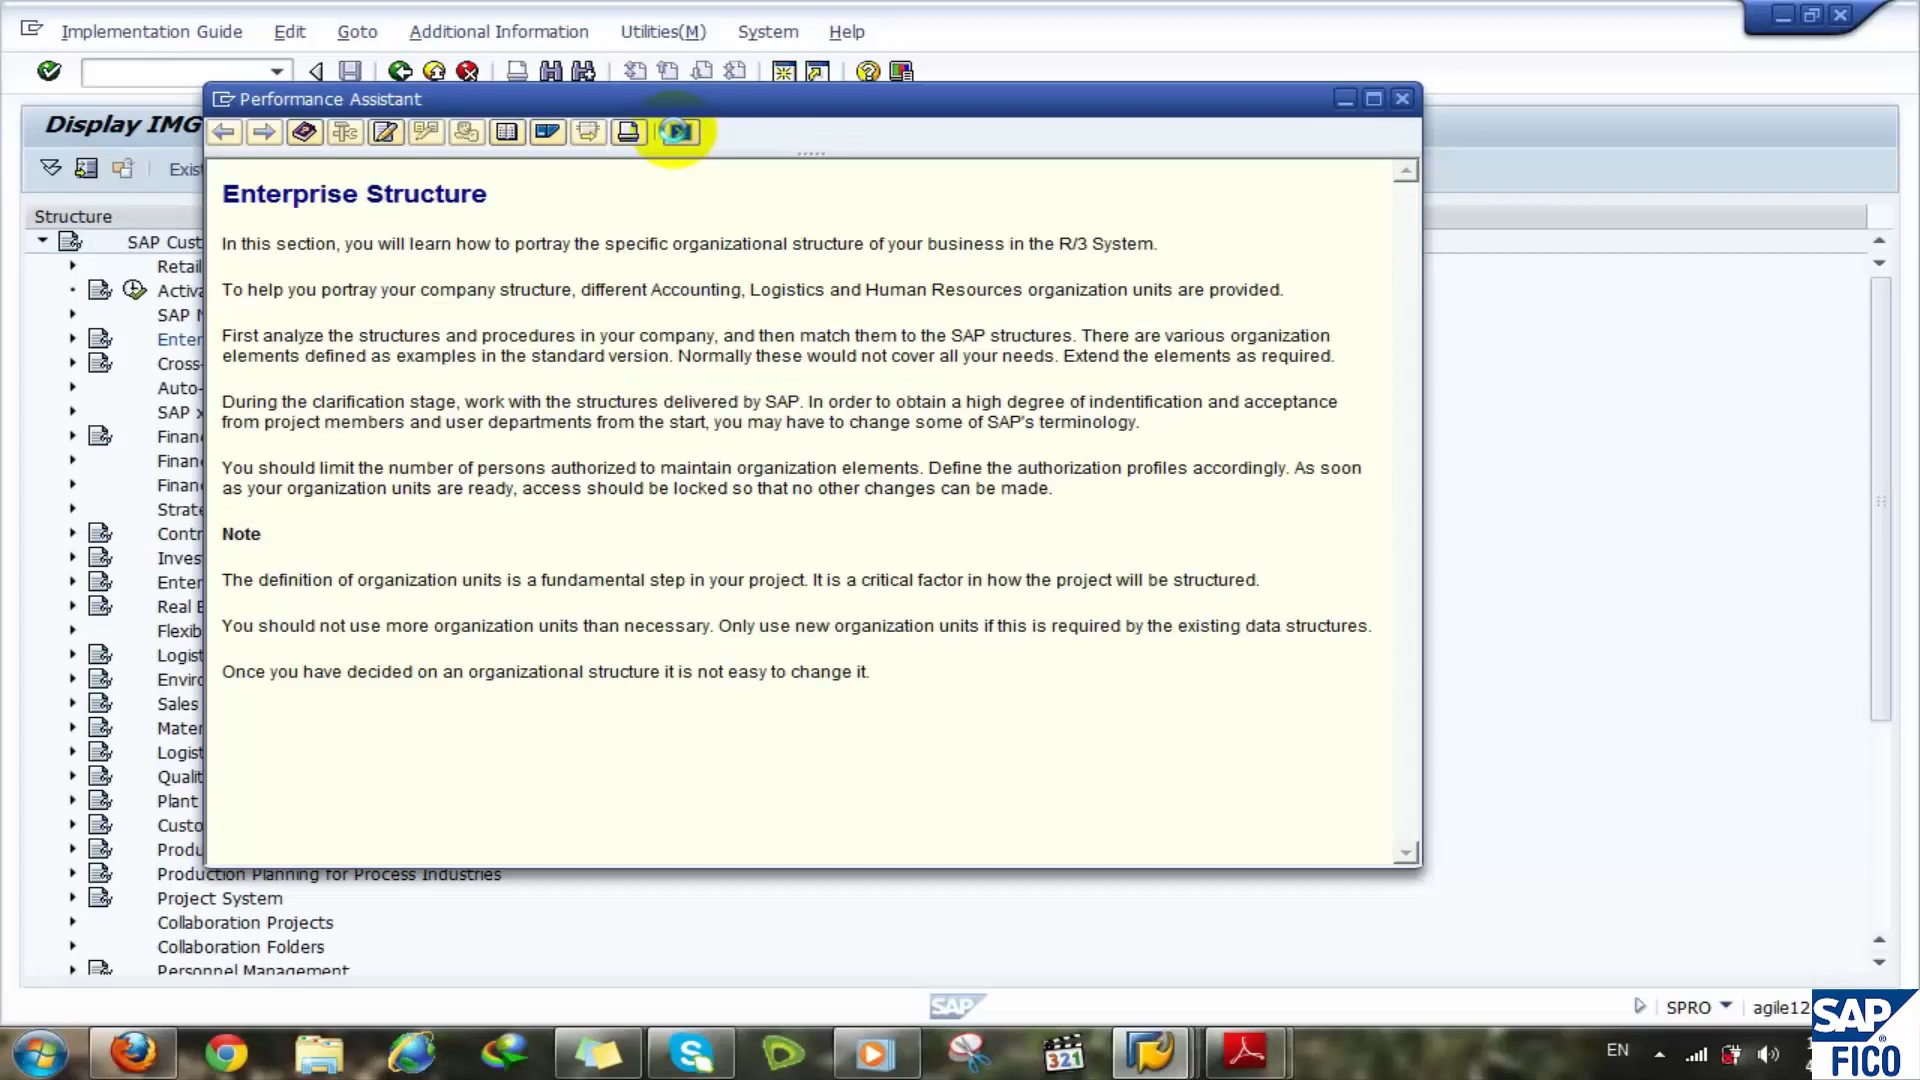 Implementation Guide Edit Goto Additional Information Utilities(M) System Help
Performance Assistant
Display IMG
Exis
Structure
SAP Cust
Retail
Activa
SAP N
Enter
Cross-
Auto-
SAP x
Financ
Finan
Finan
Strate
Contr
Inves
Enter
Real E
Flexib
Logist
Enviro
Sales
Mater
Logist
Qualit
Plant
Custo
Produ
Production Planning for Process Industries
Project System
Collaboration Projects
Collaboration Folders
Personnel Management
Enterprise Structure
In this section, you will learn how to portray the specific organizational structure of your business in the R/3 System.
To help you portray your company structure, different Accounting, Logistics and Human Resources organization units are provided.
First analyze the structures and procedures in your company, and then match them to the SAP structures. There are various organization
elements defined as examples in the standard version. Normally these would not cover all your needs. Extend the elements as required.
During the clarification stage, work with the structures delivered by SAP. In order to obtain a high degree of indentification and acceptance
from project members and user departments from the start, you may have to change some of SAP's terminology.
You should limit the number of persons authorized to maintain organization elements. Define the authorization profiles accordingly. As soon
as your organization units are ready, access should be locked so that no other changes can be made.
Note
The definition of organization units is a fundamental step in your project. It is a critical factor in how the project will be structured.
You should not use more organization units than necessary. Only use new organization units if this is required by the existing data structures.
Once you have decided on an organizational structure it is not easy to change it.
SAP
SPRO agile12
321
EN
SAP
FICO